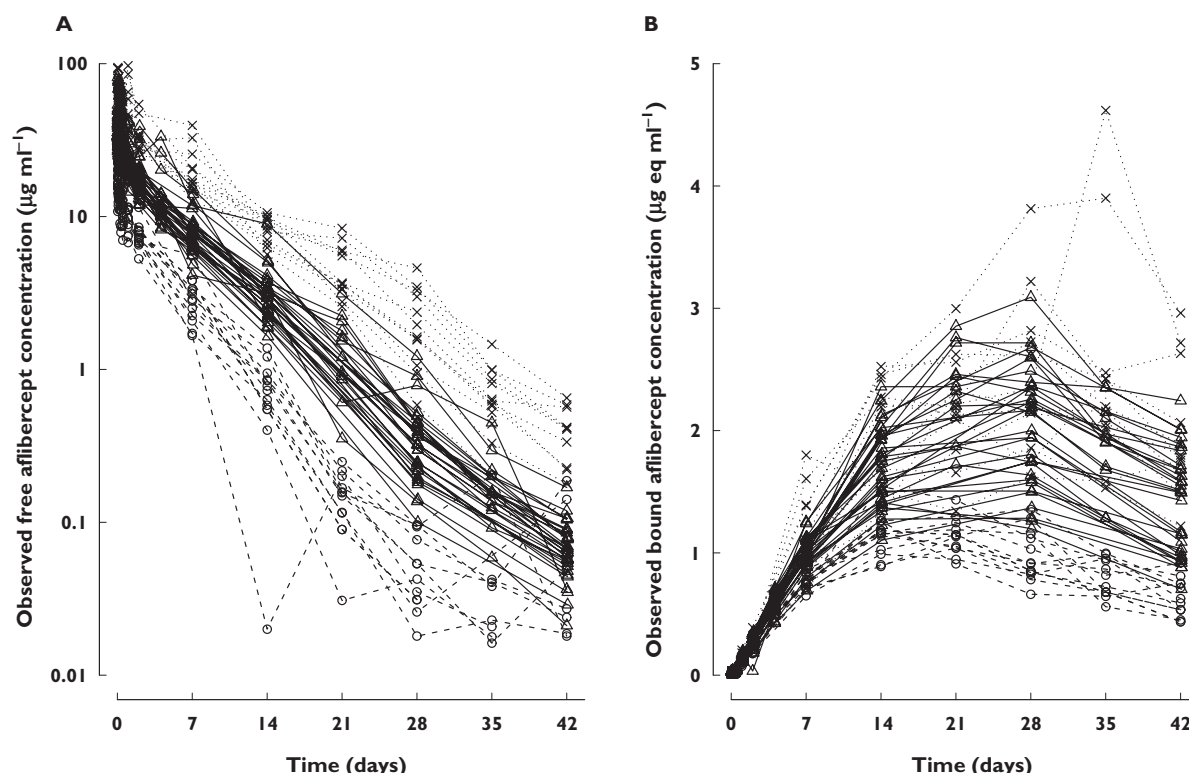 A
Observed free aflibercept concentration (µg ml⁻¹)
100
10
1
0.1
0.01
0 7 14 21 28 35 42
Time (days)
B
Observed bound aflibercept concentration (µg eq ml⁻¹)
5
4
3
2
1
0
0 7 14 21 28 35 42
Time (days)